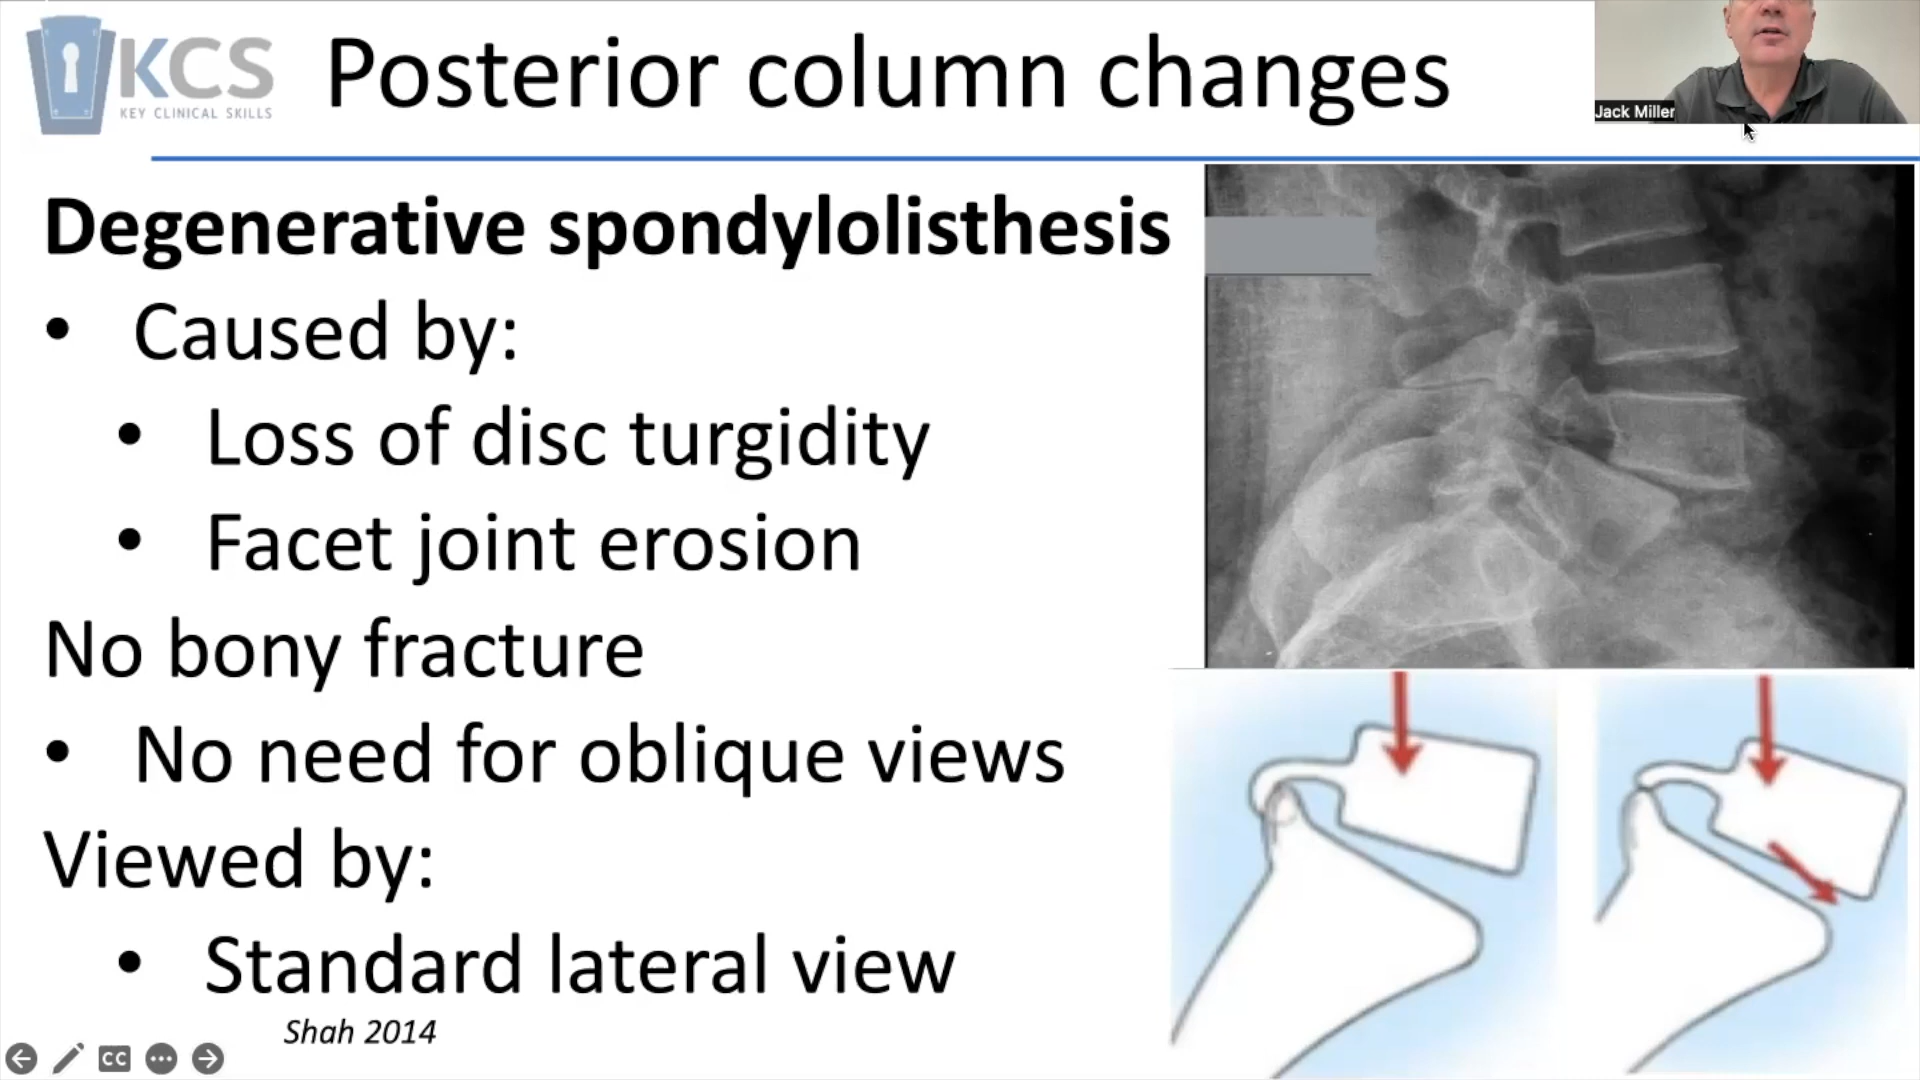 KCS
KEY CLINICAL SKILLS
Posterior column changes
Jack Miller
Degenerative spondylolisthesis
• Caused by:
• Loss of disc turgidity
• Facet joint erosion
No bony fracture
• No need for oblique views
Viewed by:
• Standard lateral view
Shah 2014
CC